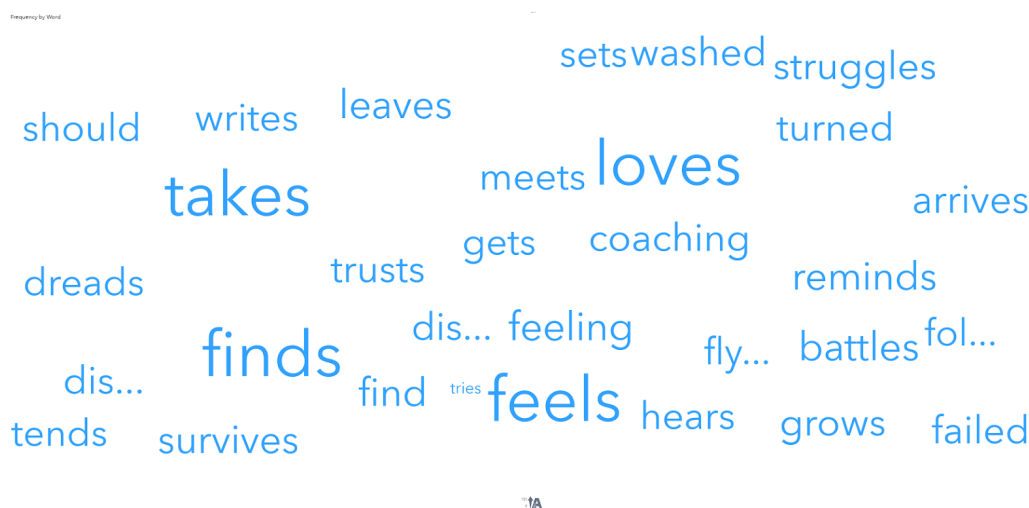 Frequency by Word
sets washed struggles
leaves
should writes turned
takes meets loves
arrives
gets coaching
trusts reminds
dreads
dis... feeling fol...
finds fly... battles
dis... find tries feels
hears grows failed
tends survives